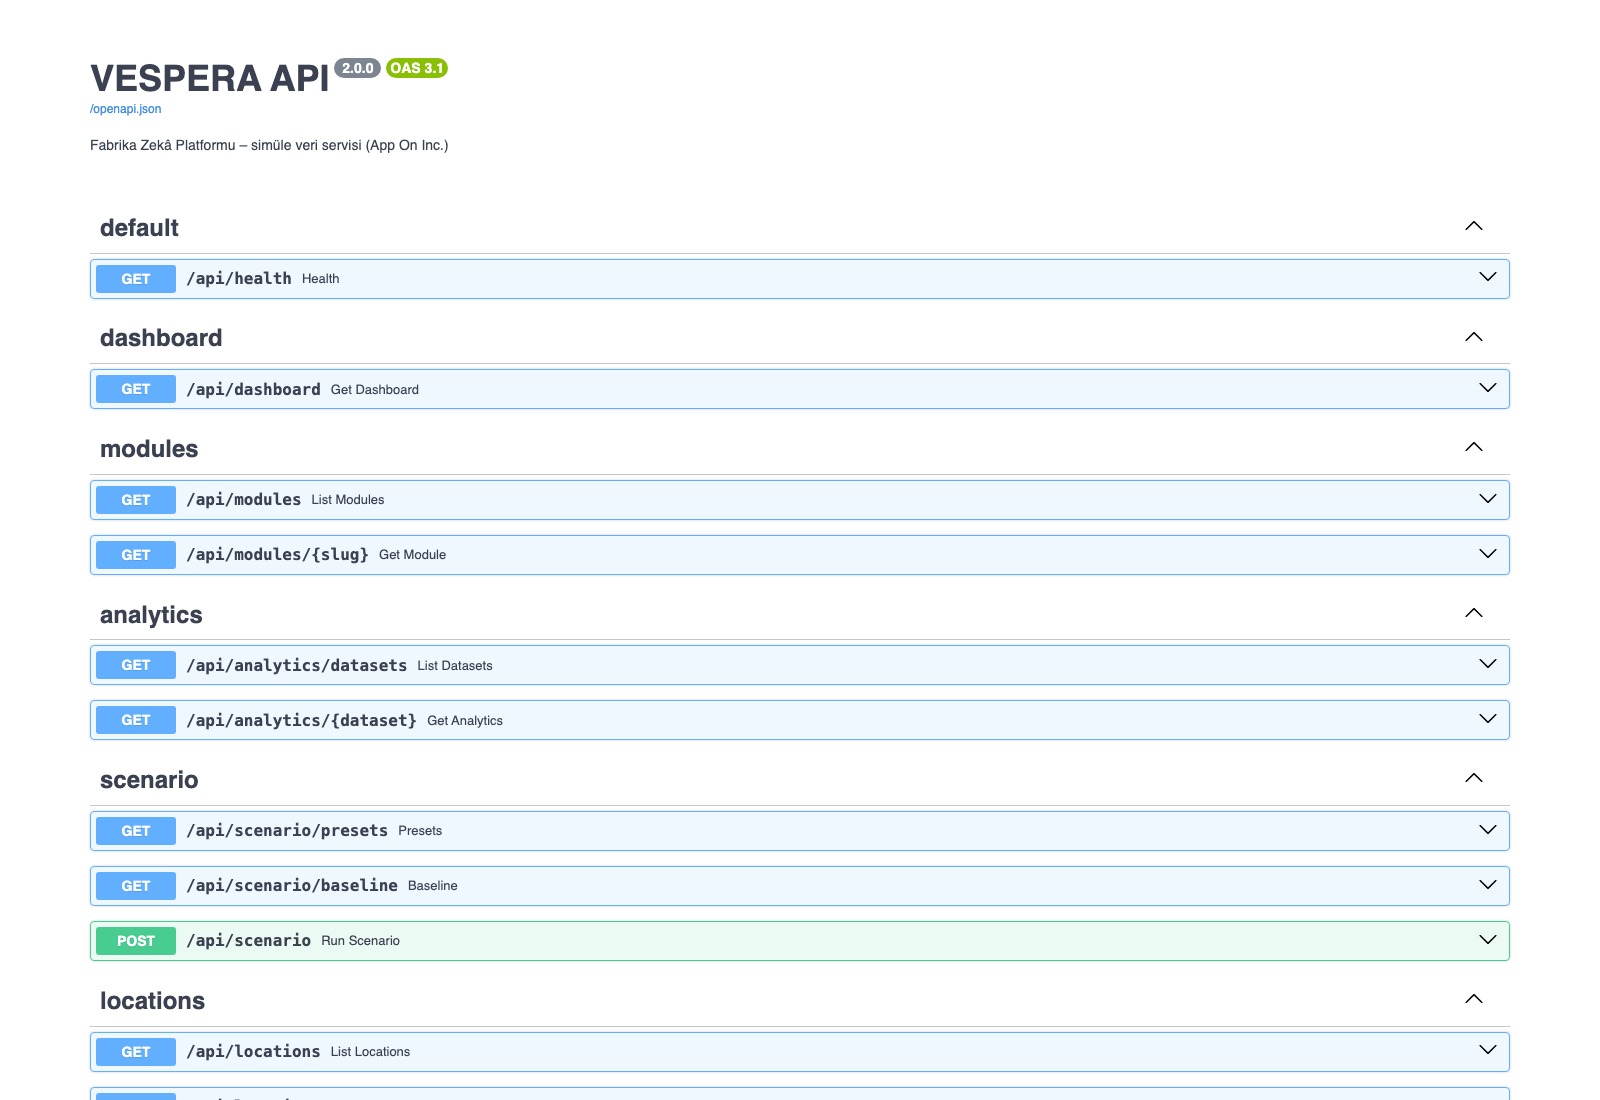 VESPERA API 2.0.0 OAS 3.1
/openapi.json
Fabrika Zekâ Platformu – simüle veri servisi (App On Inc.)
default
GET /api/health Health
dashboard
GET /api/dashboard Get Dashboard
modules
GET /api/modules List Modules
GET /api/modules/{slug} Get Module
analytics
GET /api/analytics/datasets List Datasets
GET /api/analytics/{dataset} Get Analytics
scenario
GET /api/scenario/presets Presets
GET /api/scenario/baseline Baseline
POST /api/scenario Run Scenario
locations
GET /api/locations List Locations